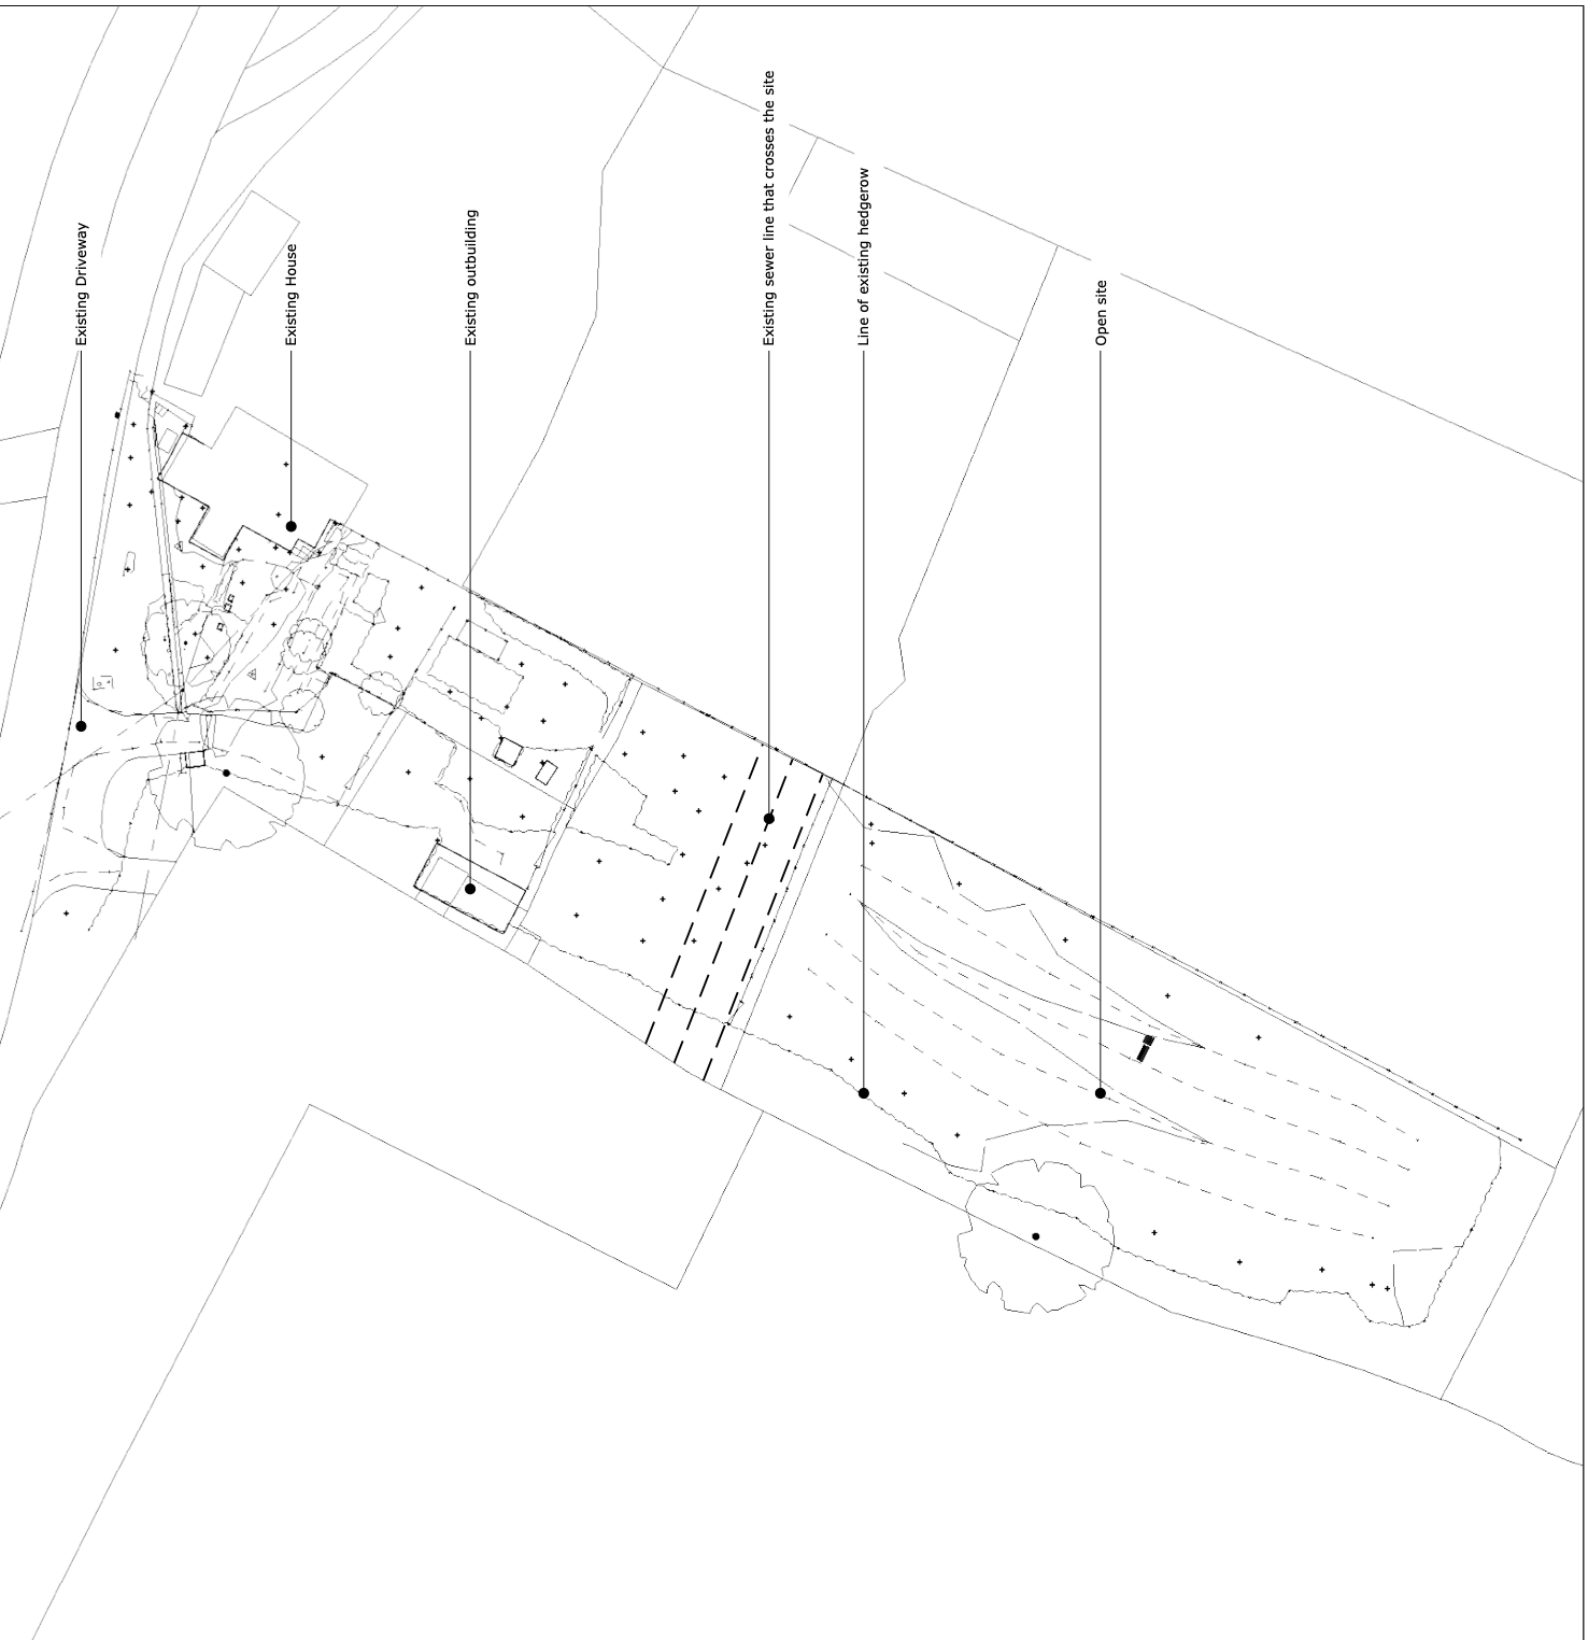 Existing Driveway
Existing House
Existing outbuilding
Existing sewer line that crosses the site
Line of existing hedgerow
Open site